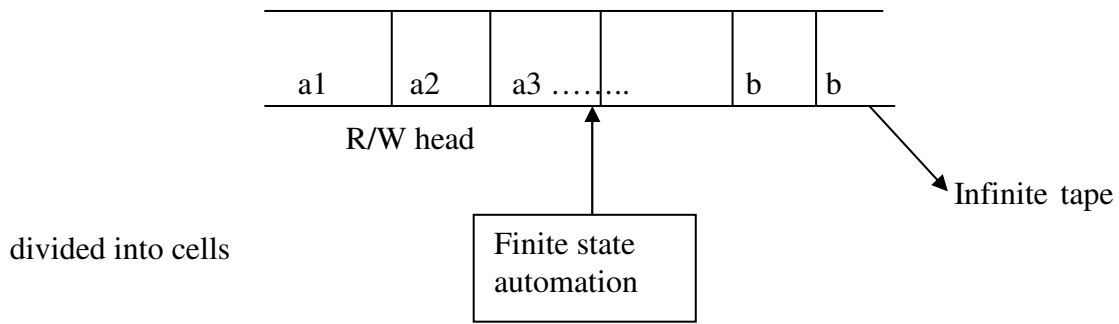 a1 a2 a3 …….. b b
R/W head
Infinite tape
divided into cells
Finite state
automation